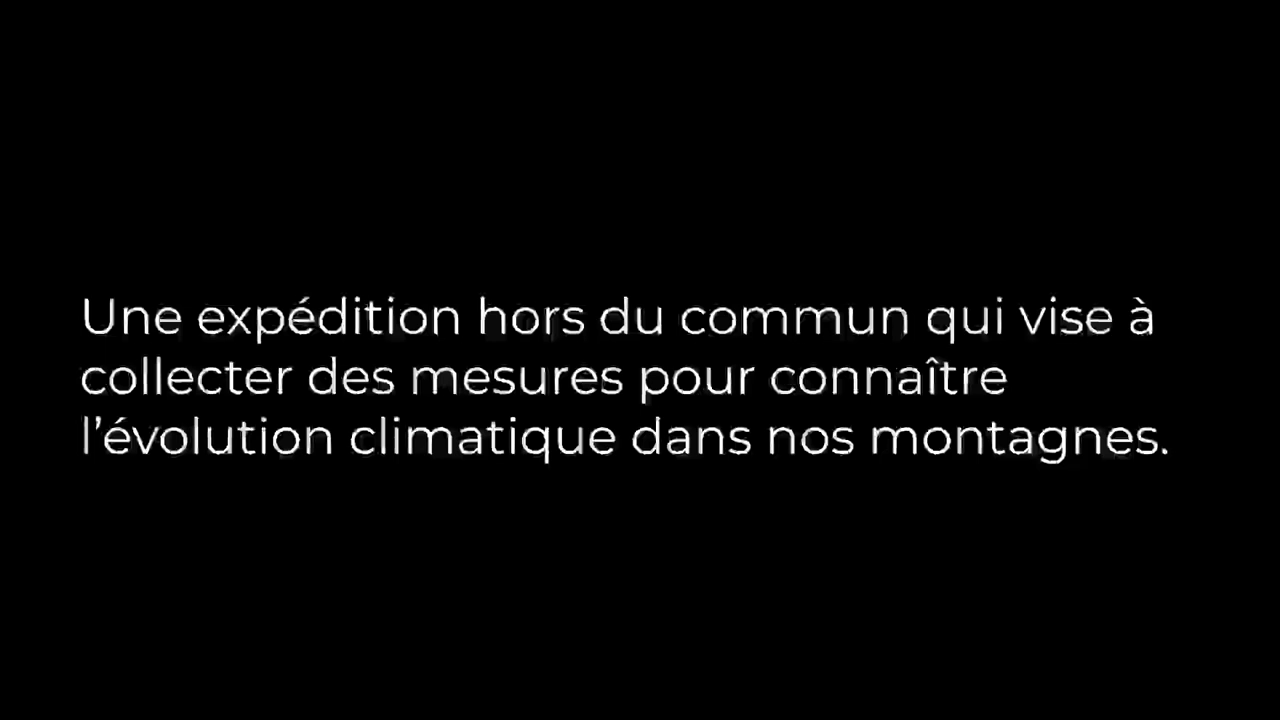 Une expédition hors du commun qui vise à
collecter des mesures pour connaître
l’évolution climatique dans nos montagnes.